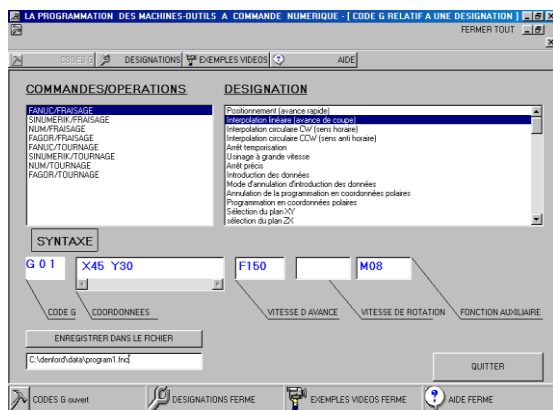 LA PROGRAMMATION DES MACHINES-OUTILS A COMMANDE NUMERIQUE - [ CODE G RELATIF A UNE DESIGNATION ]
FERMER TOUT
CODES G DESIGNATIONS EXEMPLES VIDEOS AIDE
COMMANDES/OPERATIONS
FANUC/FRAISAGE
SINUMERIK/FRAISAGE
NUM/FRAISAGE
FAGOR/FRAISAGE
FANUC/TOURNAGE
SINUMERIK/TOURNAGE
NUM/TOURNAGE
FAGOR/TOURNAGE
DESIGNATION
Positionnement (avance rapide)
Interpolation linéaire (avance de coupe)
Interpolation circulaire CW (sens horaire)
Interpolation circulaire CCW (sens anti horaire)
Arrêt temporisation
Usinage à grande vitesse
Arrêt précis
Introduction des données
Mode d'annulation d'introduction des données
Annulation de la programmation en coordonnées polaires
Programmation en coordonnées polaires
Sélection du plan XY
sélection du plan ZX
SYNTAXE
G 0 1 X45 Y30 F150 M08
CODE G COORDONNEES VITESSE D AVANCE VITESSE DE ROTATION FONCTION AUXILIAIRE
ENREGISTRER DANS LE FICHIER
C:\denford\data\program1.fnc
QUITTER
CODES G ouvert DESIGNATIONS FERME EXEMPLES VIDEOS FERME AIDE FERME